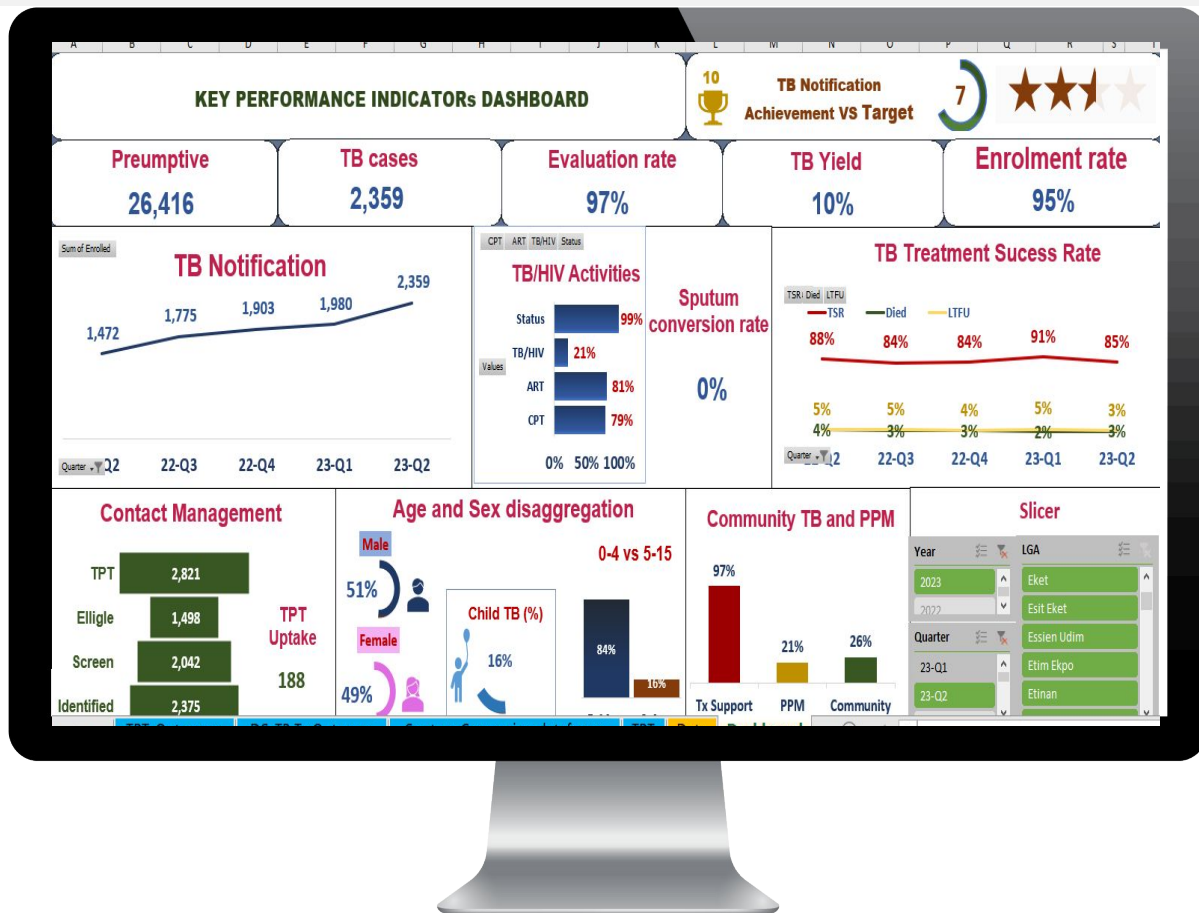 A B C D E F G H I J K L M N O P Q R S T
KEY PERFORMANCE INDICATORs DASHBOARD
10
TB Notification
Achievement VS Target
7
Preumptive
26,416
TB cases
2,359
Evaluation rate
97%
TB Yield
10%
Enrolment rate
95%
Sum of Enrolled
TB Notification
1,472
1,775
1,903
1,980
2,359
Quarter
Q2
22-Q3
22-Q4
23-Q1
23-Q2
CPT ART TB/HIV Status
TB/HIV Activities
Values
Status 99%
TB/HIV 21%
ART 81%
CPT 79%
0% 50% 100%
Sputum
conversion rate
0%
TB Treatment Sucess Rate
TSR Died LTFU
TSR Died LTFU
88% 84% 84% 91% 85%
5% 5% 4% 5% 3%
4% 3% 3% 2% 3%
Quarter
22-Q3 22-Q4 23-Q1 23-Q2
Contact Management
TPT 2,821
Elligle 1,498
Screen 2,042
Identified 2,375
TPT
Uptake
188
Age and Sex disaggregation
Male
51%
Female
49%
Child TB (%)
16%
0-4 vs 5-15
84%
16%
Community TB and PPM
97%
21%
26%
Tx Support PPM Community
Slicer
Year
2023
2022
Quarter
23-Q1
23-Q2
LGA
Eket
Esit Eket
Essien Udim
Etim Ekpo
Etinan